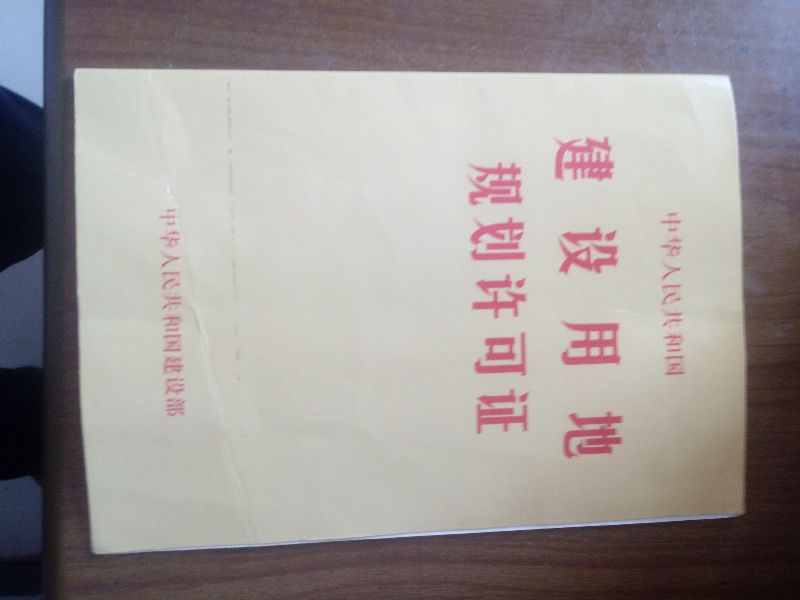 中华人民共和国
建设用地
规划许可证
中华人民共和国建设部